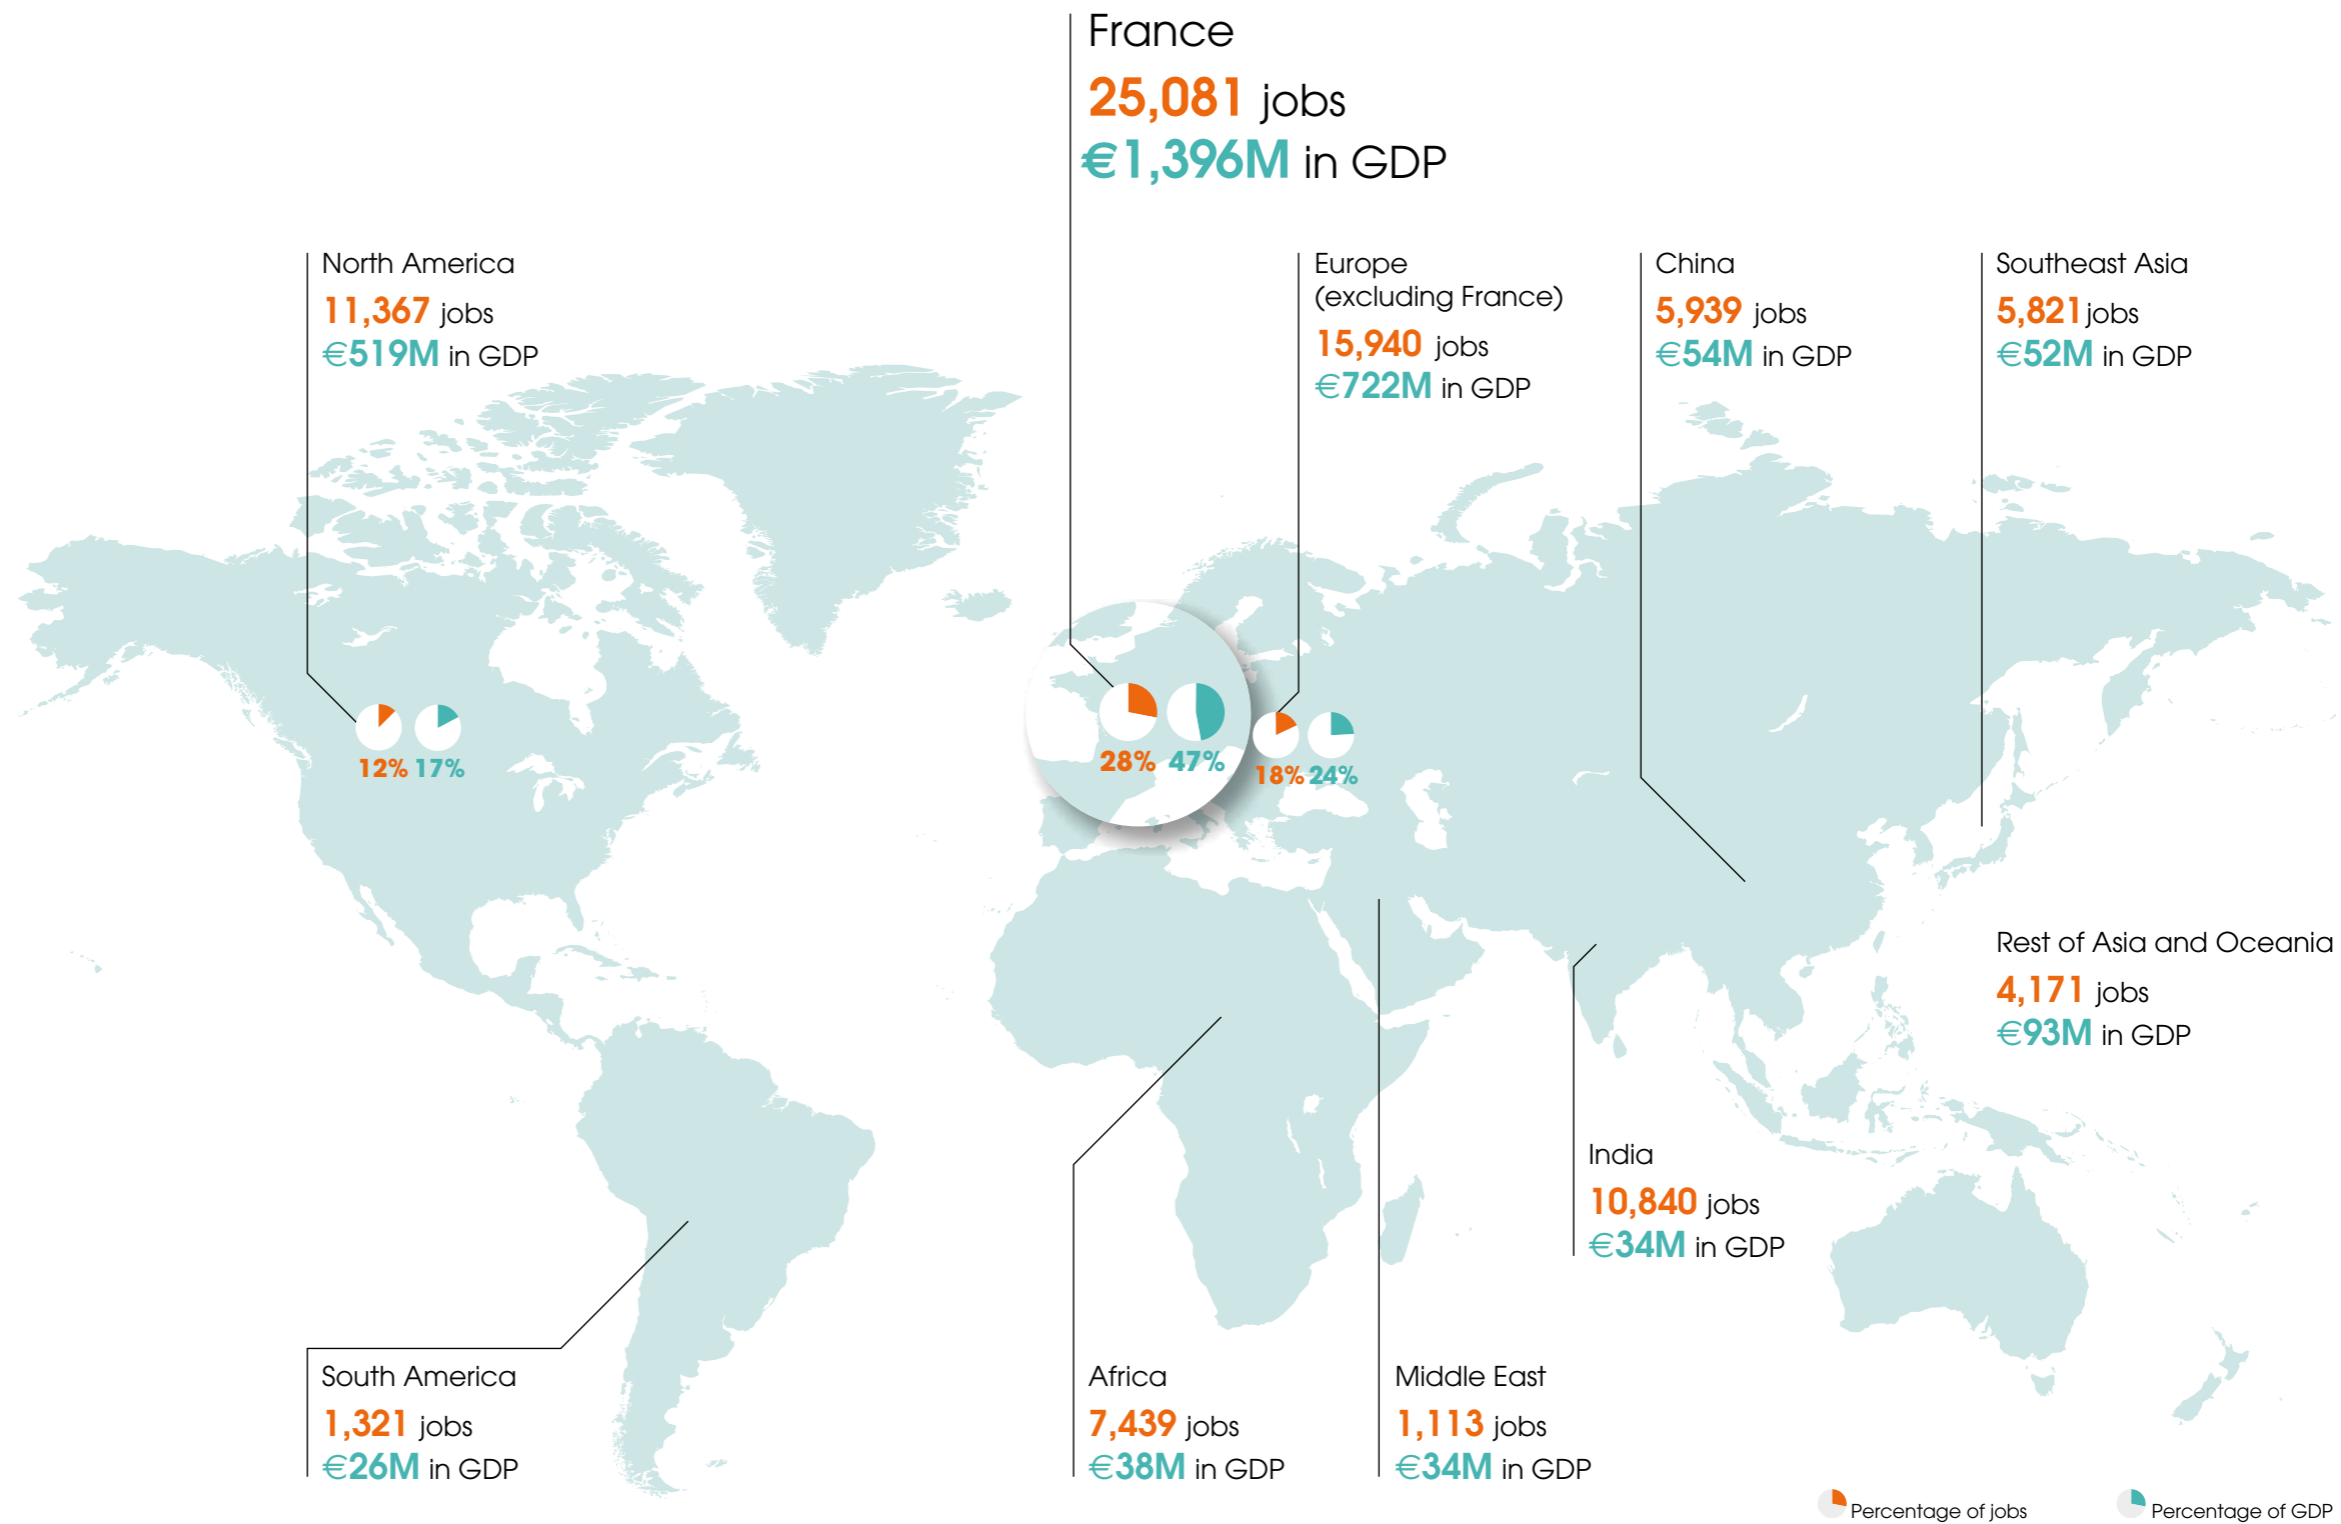 France
25,081 jobs
€1,396M in GDP
North America
11,367 jobs
€519M in GDP
Europe
(excluding France)
15,940 jobs
€722M in GDP
China
5,939 jobs
€54M in GDP
Southeast Asia
5,821 jobs
€52M in GDP
12% 17%
28% 47%
18% 24%
Rest of Asia and Oceania
4,171 jobs
€93M in GDP
India
10,840 jobs
€34M in GDP
South America
1,321 jobs
€26M in GDP
Africa
7,439 jobs
€38M in GDP
Middle East
1,113 jobs
€34M in GDP
Percentage of jobs
Percentage of GDP